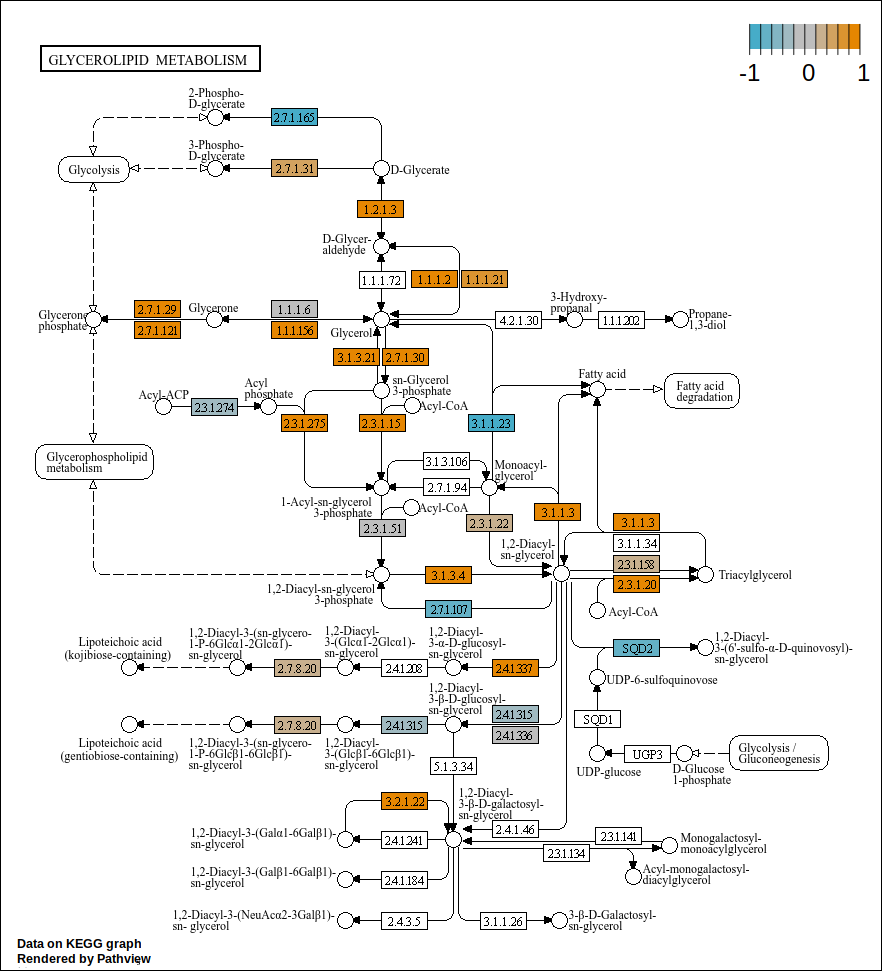 -1 0 1
GLYCEROLIPID METABOLISM
2-Phospho-
D-glycerate
2.7.1.165
3-Phospho-
D-glycerate
Glycolysis
2.7.1.31
D-Glycerate
1.2.1.3
D-Glycer-
aldehyde
1.1.1.72
1.1.1.2
1.1.1.21
Glycerone
phosphate
2.7.1.29
2.7.1.121
Glycerone
1.1.1.6
1.1.1.156
Glycerol
4.2.1.30
3-Hydroxy-
propanal
1.1.1.202
Propane-
1,3-diol
3.1.3.21
2.7.1.30
Acyl-ACP
2.3.1.274
Acyl
phosphate
sn-Glycerol
3-phosphate
Acyl-CoA
2.3.1.275
2.3.1.15
3.1.1.23
Fatty acid
Fatty acid
degradation
Glycerophospholipid
metabolism
3.1.3.106
2.7.1.94
Monoacyl-
glycerol
1-Acyl-sn-glycerol
3-phosphate
Acyl-CoA
2.3.1.51
2.3.1.22
3.1.1.3
3.1.1.3
3.1.1.34
2.3.1.158
2.3.1.20
1,2-Diacyl-
sn-glycerol
Triacylglycerol
Acyl-CoA
3.1.3.4
1,2-Diacyl-sn-glycerol
3-phosphate
2.7.1.107
Lipoteichoic acid
(kojibiose-containing)
1,2-Diacyl-3-(sn-glycero-
1-P-6Glcα1-2Glcα1)-
sn-glycerol
2.7.8.20
1,2-Diacyl-
3-(Glcα1-2Glcα1)-
sn-glycerol
2.4.1.208
1,2-Diacyl-
3-α-D-glucosyl-
sn-glycerol
2.4.1.337
SQD2
1,2-Diacyl-
3-(6'-sulfo-α-D-quinovosyl)-
sn-glycerol
UDP-6-sulfoquinovose
1,2-Diacyl-
3-β-D-glucosyl-
sn-glycerol
2.4.1.315
2.4.1.336
SQD1
Lipoteichoic acid
(gentiobiose-containing)
2.7.8.20
1,2-Diacyl-3-(sn-glycero-
1-P-6Glcβ1-6Glcβ1)-
sn-glycerol
2.4.1.315
1,2-Diacyl-
3-(Glcβ1-6Glcβ1)-
sn-glycerol
5.1.3.34
UDP-glucose
UGP3
D-Glucose
1-phosphate
Glycolysis /
Gluconeogenesis
3.2.1.22
1,2-Diacyl-
3-β-D-galactosyl-
sn-glycerol
2.4.1.46
1,2-Diacyl-3-(Galα1-6Galβ1)-
sn-glycerol
2.4.1.241
2.3.1.141
2.3.1.134
Monogalactosyl-
monoacylglycerol
1,2-Diacyl-3-(Galβ1-6Galβ1)-
sn-glycerol
2.4.1.184
Acyl-monogalactosyl-
diacylglycerol
1,2-Diacyl-3-(NeuAcα2-3Galβ1)-
sn- glycerol
2.4.3.5
3.1.1.26
3-β-D-Galactosyl-
sn-glycerol
Data on KEGG graph
Rendered by Pathview